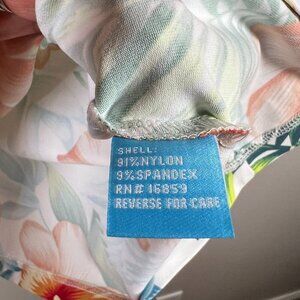 SHELL:
91%NYLON
9%SPANDEX
RN# 16859
REVERSE FOR CARE